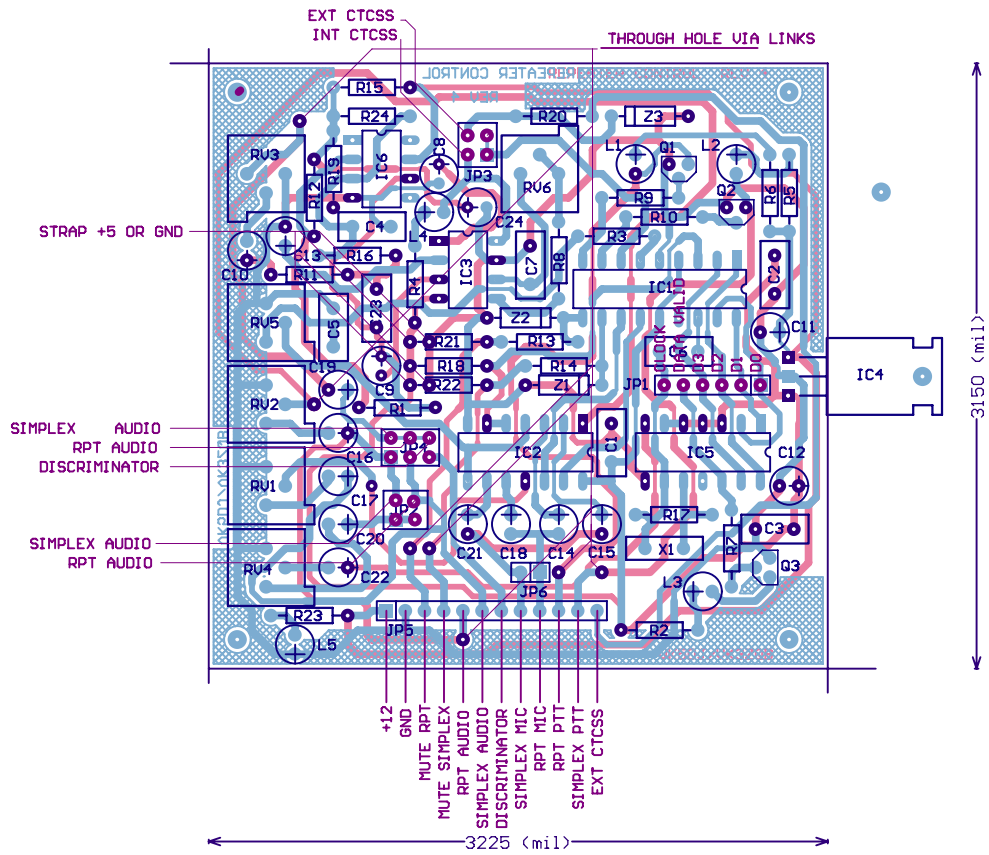 EXT CTCSS
INT CTCSS
THROUGH HOLE VIA LINKS
REPEATER CONTROL
REV 4
R15
R24
R20
Z3
RV3
R19
IC6
C8
JP3
RV6
L1
Q1
L2
R12
R9
Q2
R6
R5
C4
L4
C24
R10
STRAP +5 OR GND
C13
R16
R3
C10
R11
R4
IC3
C7
R8
C2
IC1
C23
RV5
C5
Z2
C11
R21
R13
CLOCK
DATA VALID
D3
D2
D1
D0
R18
R14
IC4
3150 (mil)
C19
C9
R22
Z1
JP1
RV2
R1
SIMPLEX AUDIO
RPT AUDIO
DISCRIMINATOR
C16
JP4
IC2
C1
IC5
C12
RV1
C17
JP2
R17
C3
SIMPLEX AUDIO
RPT AUDIO
C20
C21
C18
C14
C15
X1
R7
Q3
RV4
C22
JP6
L3
R23
JP5
R2
L5
+12
GND
MUTE RPT
MUTE SIMPLEX
RPT AUDIO
SIMPLEX AUDIO
DISCRIMINATOR
SIMPLEX MIC
RPT MIC
RPT PTT
SIMPLEX PTT
EXT CTCSS
3225 (mil)